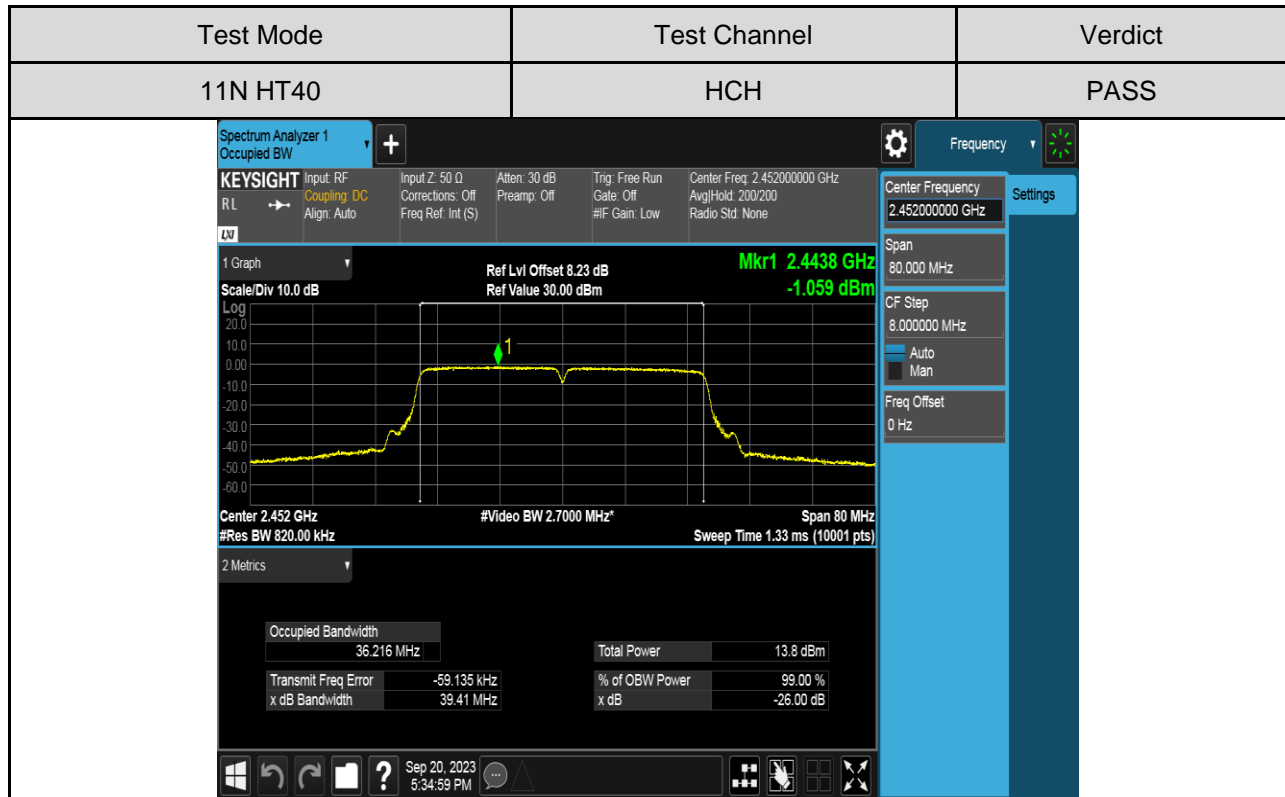 Test Mode Test Channel Verdict
11N HT40 HCH PASS
Spectrum Analyzer 1
Occupied BW
+
Frequency
KEYSIGHT Input: RF Input Z: 50 Ω Atten: 30 dB Trig: Free Run Center Freq: 2.452000000 GHz
RL Coupling: DC Corrections: Off Preamp: Off Gate: Off Avg|Hold: 200/200
Align: Auto Freq Ref: Int (S) #IF Gain: Low Radio Std: None
LXI
Center Frequency
2.452000000 GHz
Settings
Span
80.000 MHz
CF Step
8.000000 MHz
Auto
Man
Freq Offset
0 Hz
1 Graph
Ref Lvl Offset 8.23 dB
Mkr1 2.4438 GHz
Scale/Div 10.0 dB
Ref Value 30.00 dBm
-1.059 dBm
Log
20.0
10.0
1
0.00
-10.0
-20.0
-30.0
-40.0
-50.0
-60.0
Center 2.452 GHz #Video BW 2.7000 MHz* Span 80 MHz
#Res BW 820.00 kHz Sweep Time 1.33 ms (10001 pts)
2 Metrics
Occupied Bandwidth
36.216 MHz
Total Power 13.8 dBm
Transmit Freq Error -59.135 kHz % of OBW Power 99.00 %
x dB Bandwidth 39.41 MHz x dB -26.00 dB
?
Sep 20, 2023
5:34:59 PM